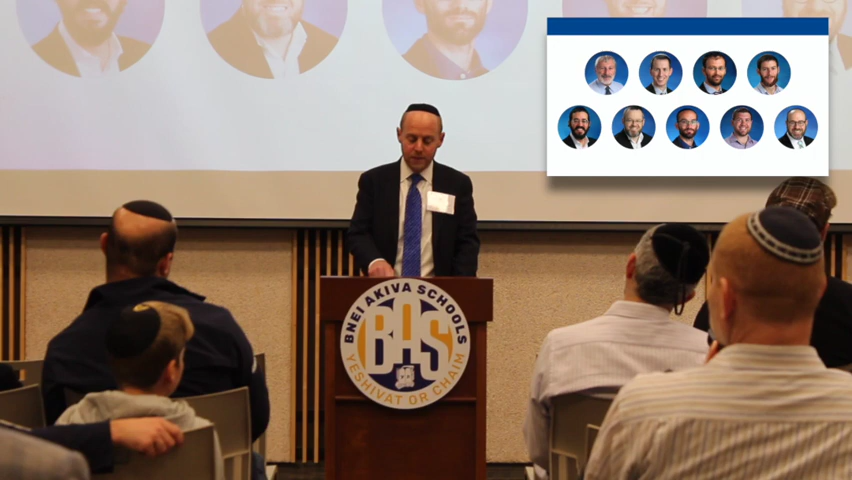 BNEI AKIVA SCHOOLS
BAS
YESHIVAT OR CHAIM